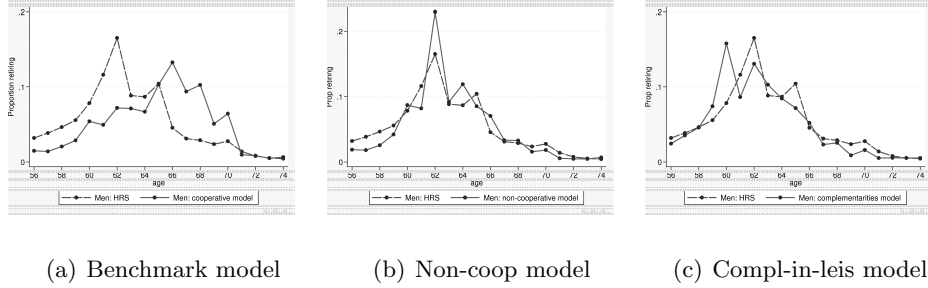 Proportion retiring
.2
.1
0
56 58 60 62 64 66 68 70 72 74
age
Men: HRS Men: cooperative model
(a) Benchmark model
Prop retiring
.2
.1
0
56 58 60 62 64 66 68 70 72 74
age
Men: HRS Men: non-cooperative model
(b) Non-coop model
Prop retiring
.2
.1
0
56 58 60 62 64 66 68 70 72 74
age
Men: HRS Men: complementarities model
(c) Compl-in-leis model